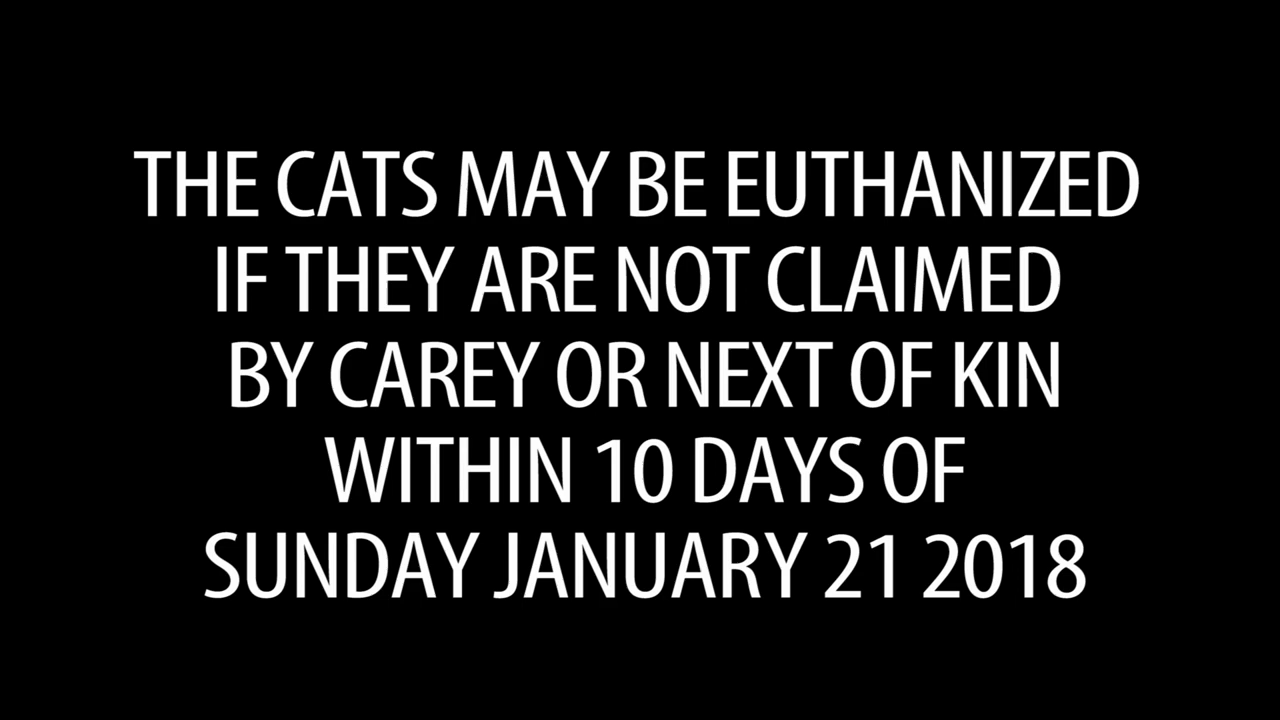 THE CATS MAY BE EUTHANIZED
IF THEY ARE NOT CLAIMED
BY CAREY OR NEXT OF KIN
WITHIN 10 DAYS OF
SUNDAY JANUARY 21 2018